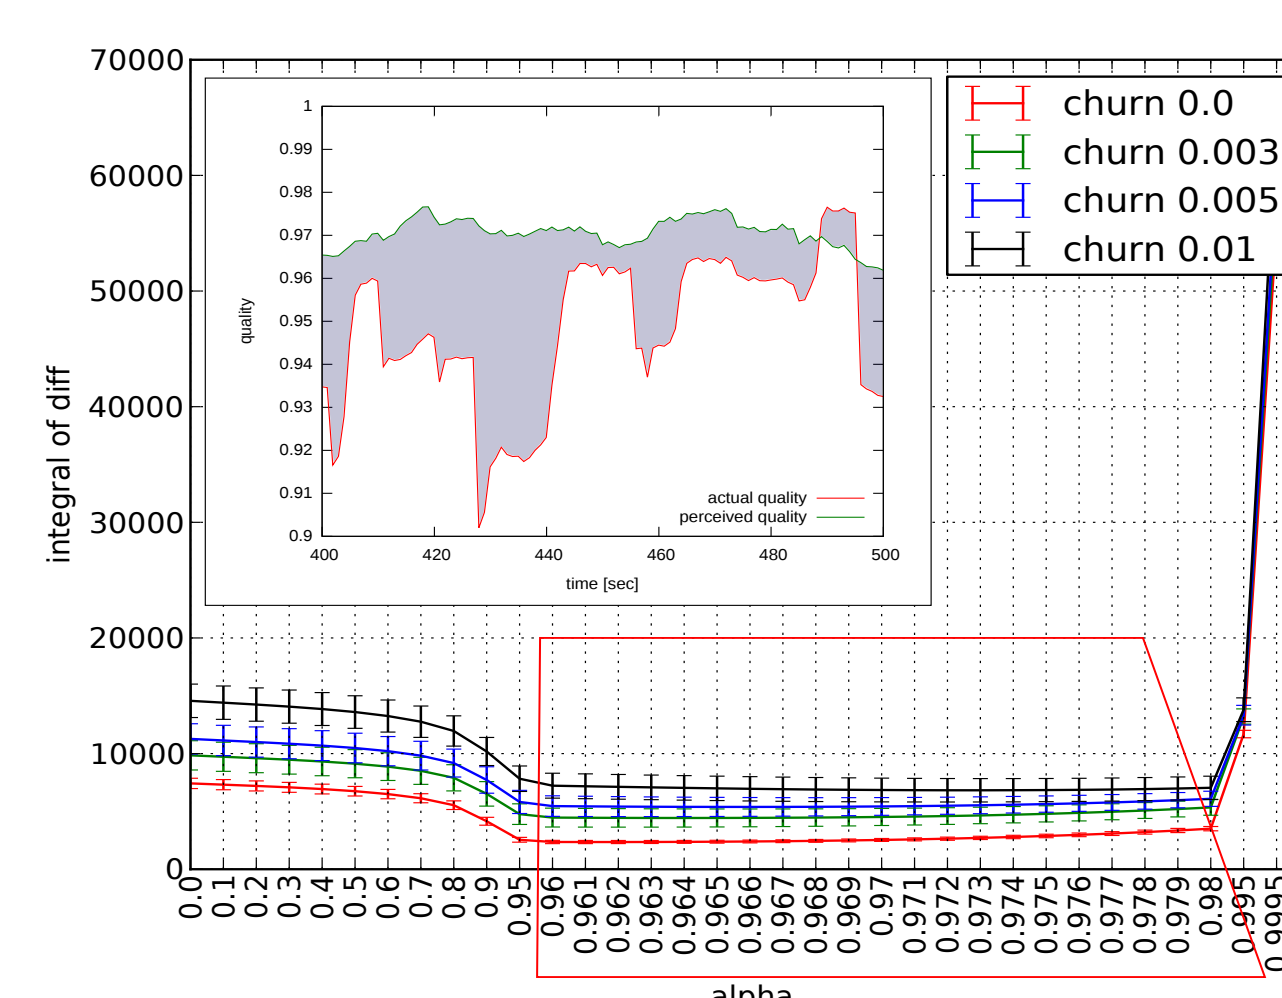 70000
60000
50000
40000
30000
20000
10000
0
integral of diff
1
0.99
0.98
0.97
0.96
0.95
0.94
0.93
0.92
0.91
0.9
quality
400 420 440 460 480 500
time [sec]
actual quality
perceived quality
churn 0.0
churn 0.003
churn 0.005
churn 0.01
0.0 0.1 0.2 0.3 0.4 0.5 0.6 0.7 0.8 0.9 0.95 0.96 0.961 0.962 0.963 0.964 0.965 0.966 0.967 0.968 0.969 0.97 0.971 0.972 0.973 0.974 0.975 0.976 0.977 0.978 0.979 0.98 0.995 0.9995
alpha